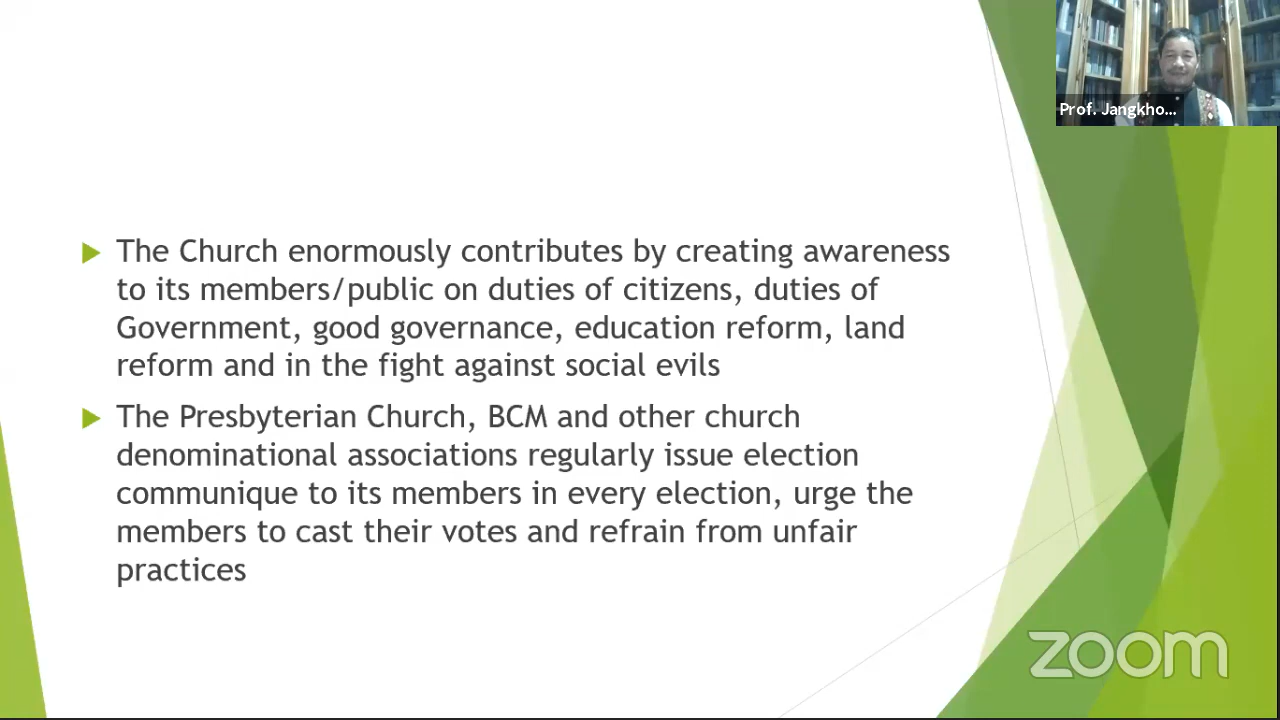 Prof. Jangkho...
The Church enormously contributes by creating awareness
to its members/public on duties of citizens, duties of
Government, good governance, education reform, land
reform and in the fight against social evils
The Presbyterian Church, BCM and other church
denominational associations regularly issue election
communique to its members in every election, urge the
members to cast their votes and refrain from unfair
practices
zoom